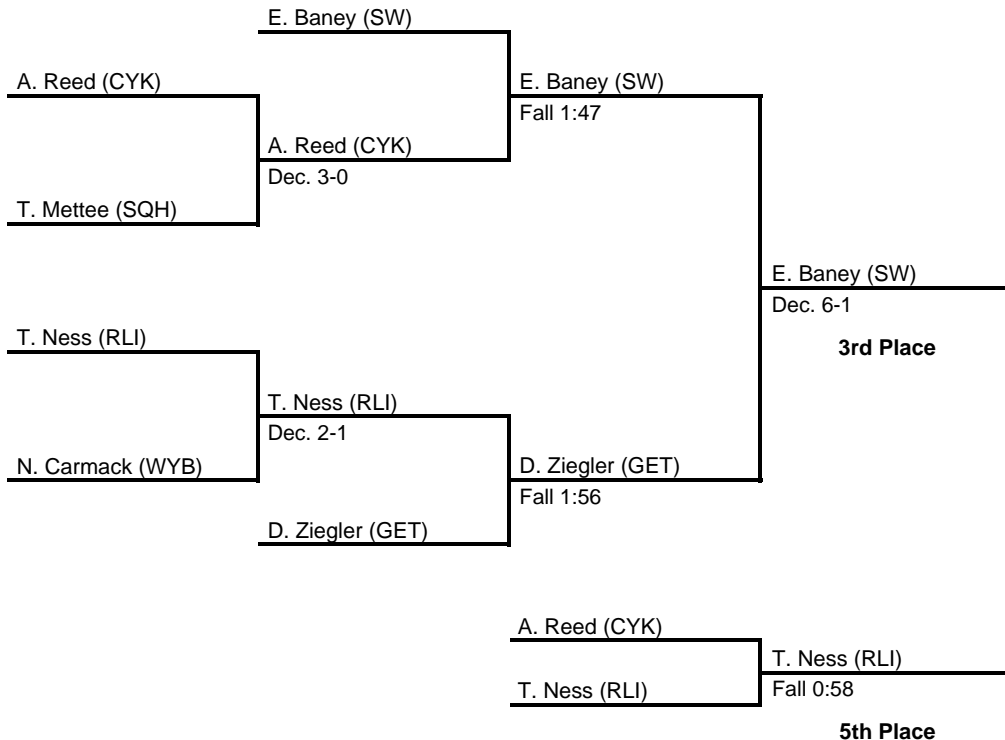 E. Baney (SW)
A. Reed (CYK)
E. Baney (SW)
Fall 1:47
A. Reed (CYK)
Dec. 3-0
T. Mettee (SQH)
E. Baney (SW)
Dec. 6-1
T. Ness (RLI)
3rd Place
T. Ness (RLI)
Dec. 2-1
N. Carmack (WYB)
D. Ziegler (GET)
Fall 1:56
D. Ziegler (GET)
A. Reed (CYK)
T. Ness (RLI)
Fall 0:58
T. Ness (RLI)
5th Place